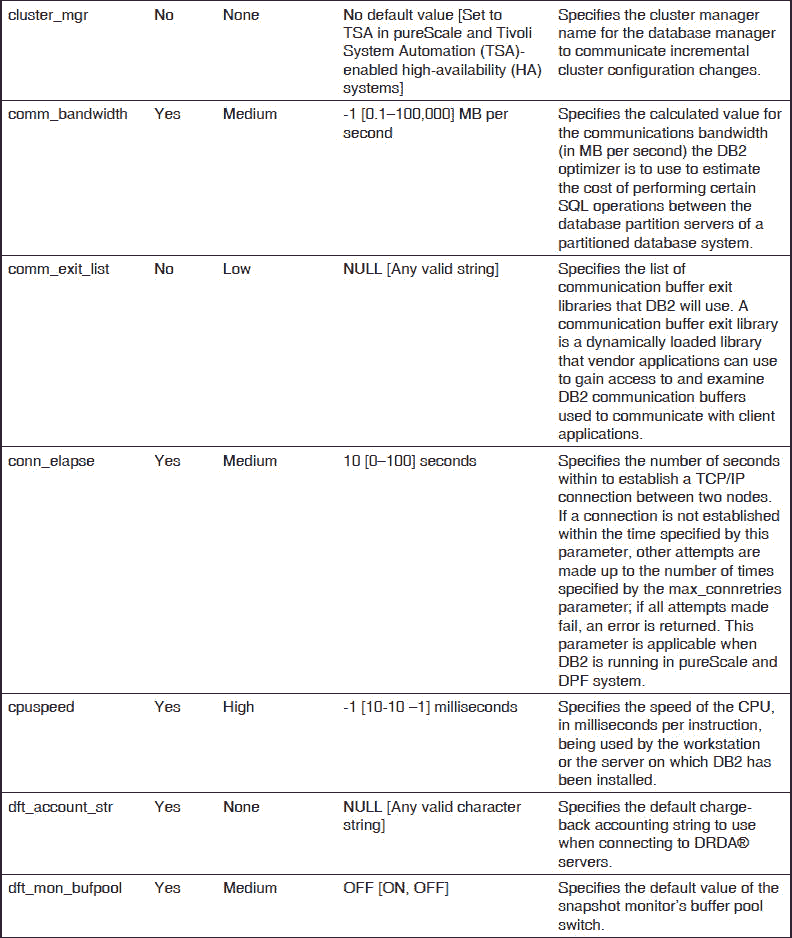 cluster_mgr No None No default value [Set to
TSA in pureScale and Tivoli
System Automation (TSA)-
enabled high-availability (HA)
systems]
Specifies the cluster manager
name for the database manager
to communicate incremental
cluster configuration changes.
comm_bandwidth Yes Medium -1 [0.1–100,000] MB per
second
Specifies the calculated value for
the communications bandwidth
(in MB per second) the DB2
optimizer is to use to estimate
the cost of performing certain
SQL operations between the
database partition servers of a
partitioned database system.
comm_exit_list No Low NULL [Any valid string]
Specifies the list of
communication buffer exit
libraries that DB2 will use. A
communication buffer exit library
is a dynamically loaded library
that vendor applications can use
to gain access to and examine
DB2 communication buffers
used to communicate with client
applications.
conn_elapse Yes Medium 10 [0–100] seconds
Specifies the number of seconds
within to establish a TCP/IP
connection between two nodes.
If a connection is not established
within the time specified by this
parameter, other attempts are
made up to the number of times
specified by the max_connretries
parameter; if all attempts made
fail, an error is returned. This
parameter is applicable when
DB2 is running in pureScale and
DPF system.
cpuspeed Yes High -1 [10-10 –1] milliseconds
Specifies the speed of the CPU,
in milliseconds per instruction,
being used by the workstation
or the server on which DB2 has
been installed.
dft_account_str Yes None NULL [Any valid character
string]
Specifies the default charge-
back accounting string to use
when connecting to DRDA®
servers.
dft_mon_bufpool Yes Medium OFF [ON, OFF]
Specifies the default value of the
snapshot monitor's buffer pool
switch.